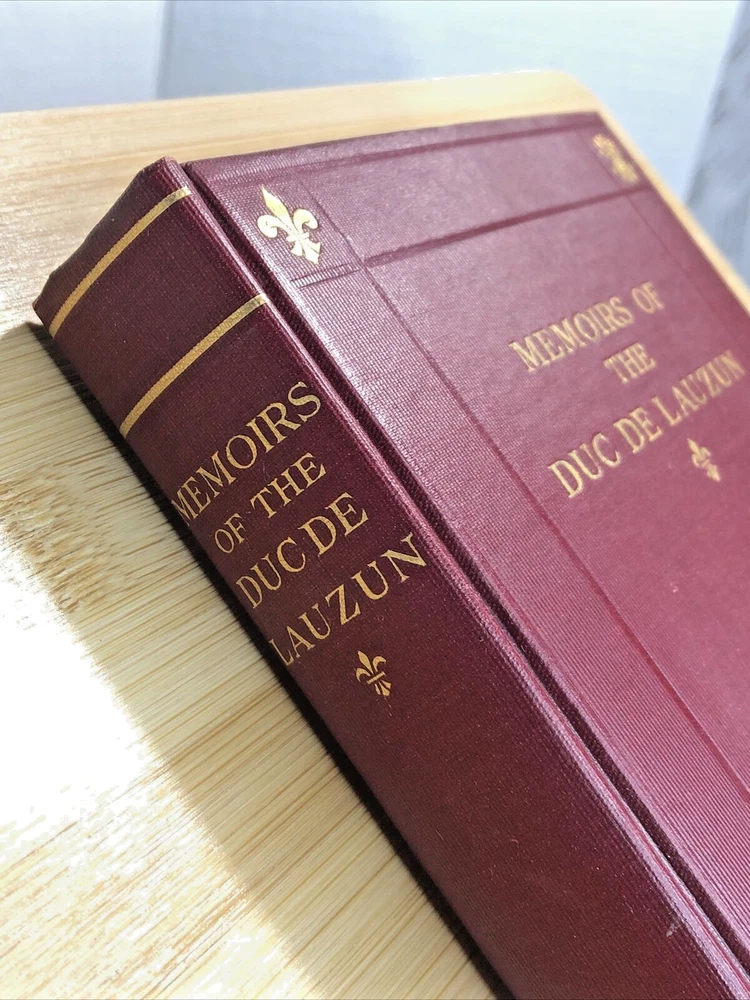 MEMOIRS
OF THE
DUC DE
LAUZUN
MEMOIRS OF
THE
DUC DE LAUZUN